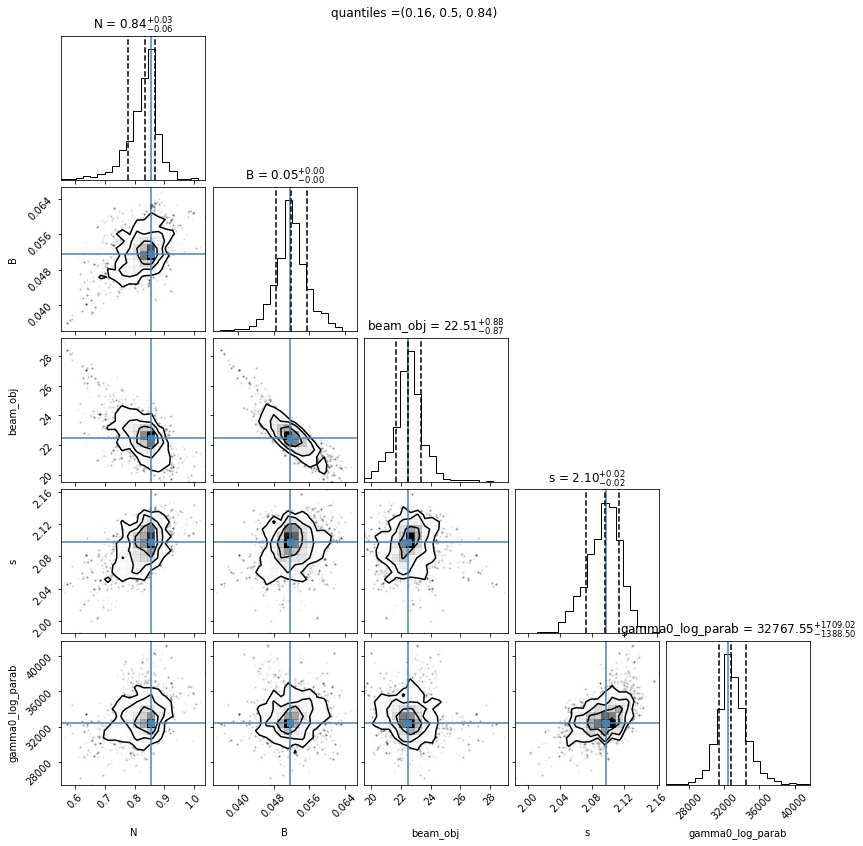 quantiles =(0.16, 0.5, 0.84)
N = 0.84+0.03 −0.06
B = 0.05+0.00 −0.00
B
0.064
0.056
0.048
0.040
beam_obj = 22.51+0.88 −0.87
beam_obj
28
26
24
22
20
s = 2.10+0.02 −0.02
s
2.16
2.12
2.08
2.04
2.00
gamma0_log_parab = 32767.55+1709.02 −1388.50
gamma0_log_parab
40000
36000
32000
28000
0.6 0.7 0.8 0.9 1.0
0.040 0.048 0.056 0.064
20 22 24 26 28
2.00 2.04 2.08 2.12 2.16
28000 32000 36000 40000
N B beam_obj s gamma0_log_parab